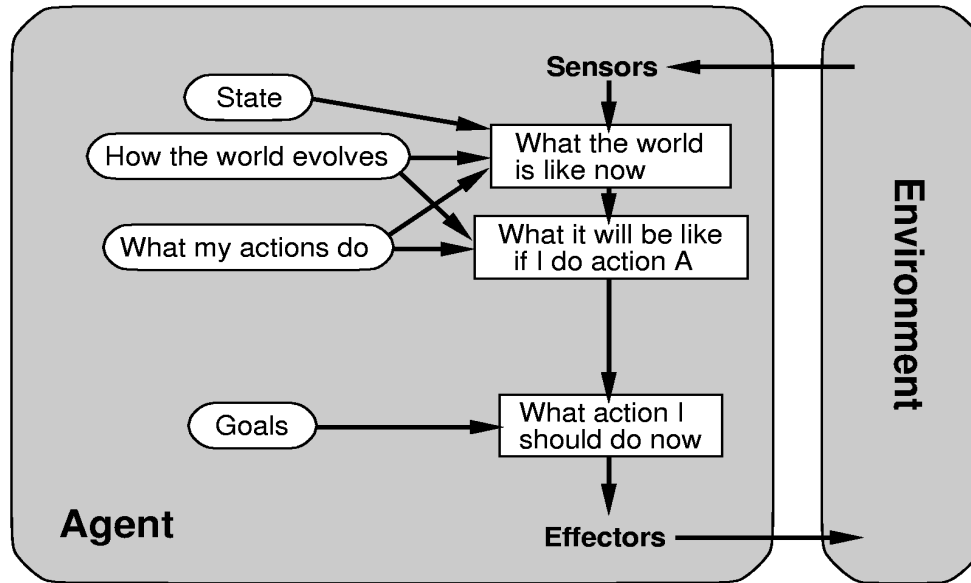 Sensors
State
What the world
is like now
How the world evolves
What my actions do
What it will be like
if I do action A
Goals
What action I
should do now
Agent
Effectors
Environment